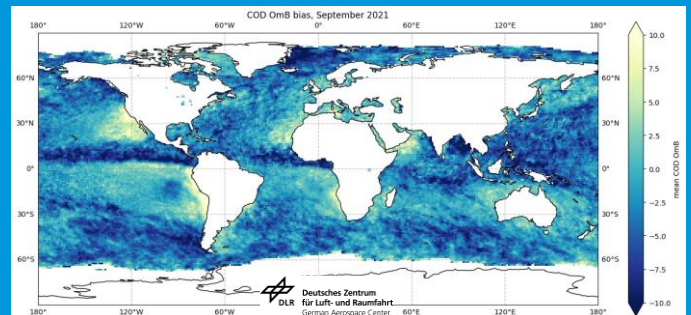 COD OmB bias, September 2021
180° 120°W 60°W 0° 60°E 120°E 180°
60°N 60°N
30°N 30°N
0° 0°
30°S 30°S
60°S 60°S
180° 120°W 60°W 0° 60°E 120°E 180°
10.0
7.5
5.0
2.5
0.0
−2.5
−5.0
−7.5
−10.0
mean COD OmB
DLR
Deutsches Zentrum
für Luft- und Raumfahrt
German Aerospace Center